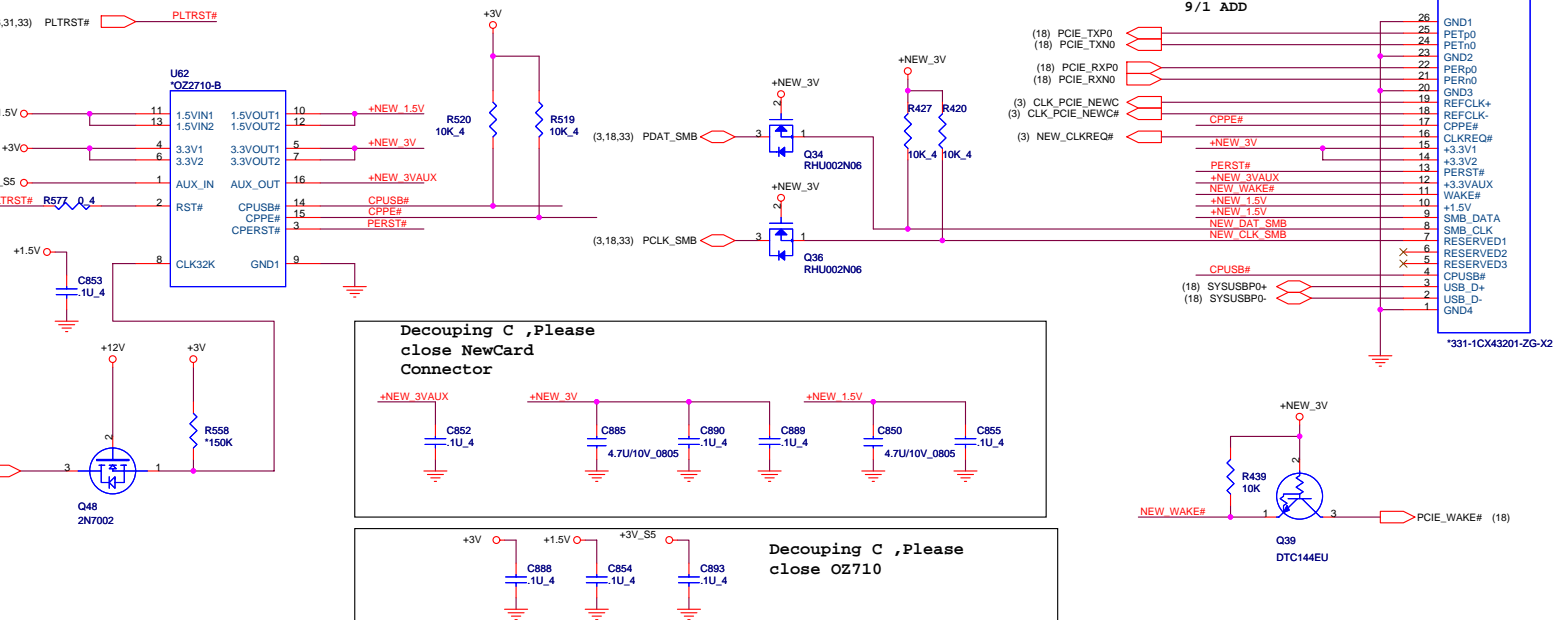 ,31,33) PLTRST#
PLTRST#
+3V
9/1 ADD
U62
*OZ2710-B
11 1.5VIN1
13 1.5VIN2
4 3.3V1
6 3.3V2
1 AUX_IN
2 RST#
8 CLK32K
1.5VOUT1 10
1.5VOUT2 12
3.3VOUT1 5
3.3VOUT2 7
AUX_OUT 16
CPUSB# 14
CPPE# 15
CPERST# 3
GND1 9
.5V
+3V
_S5
TRST#
R577 0_4
+NEW_1.5V
+NEW_3V
+NEW_3VAUX
CPUSB#
CPPE#
PERST#
R520
10K_4
R519
10K_4
+1.5V
C853
.1U_4
+12V
+3V
R558
*150K
2
3
1
Q48
2N7002
(3,18,33) PDAT_SMB
+NEW_3V
2
3
1
Q34
RHU002N06
(3,18,33) PCLK_SMB
+NEW_3V
2
3
1
Q36
RHU002N06
+NEW_3V
R427
10K_4
R420
10K_4
(18) PCIE_TXP0
(18) PCIE_TXN0
(18) PCIE_RXP0
(18) PCIE_RXN0
(3) CLK_PCIE_NEWC
(3) CLK_PCIE_NEWC#
CPPE#
(3) NEW_CLKREQ#
+NEW_3V
PERST#
+NEW_3VAUX
NEW_WAKE#
+NEW_1.5V
+NEW_1.5V
NEW_DAT_SMB
NEW_CLK_SMB
CPUSB#
(18) SYSUSBP0+
(18) SYSUSBP0-
26 GND1
25 PETp0
24 PETn0
23 GND2
22 PERp0
21 PERn0
20 GND3
19 REFCLK+
18 REFCLK-
17 CPPE#
16 CLKREQ#
15 +3.3V1
14 +3.3V2
13 PERST#
12 +3.3VAUX
11 WAKE#
10 +1.5V
9 SMB_DATA
8 SMB_CLK
7 RESERVED1
6 RESERVED2
5 RESERVED3
4 CPUSB#
3 USB_D+
2 USB_D-
1 GND4
*331-1CX43201-ZG-X2
Decouping C ,Please
close NewCard
Connector
+NEW_3VAUX
C852
.1U_4
+NEW_3V
C885
4.7U/10V_0805
C890
.1U_4
C889
.1U_4
+NEW_1.5V
C850
4.7U/10V_0805
C855
.1U_4
+3V
C888
.1U_4
+1.5V
C854
.1U_4
+3V_S5
C893
.1U_4
Decouping C ,Please
close OZ710
+NEW_3V
R439
10K
2
NEW_WAKE#
1
3
PCIE_WAKE# (18)
Q39
DTC144EU